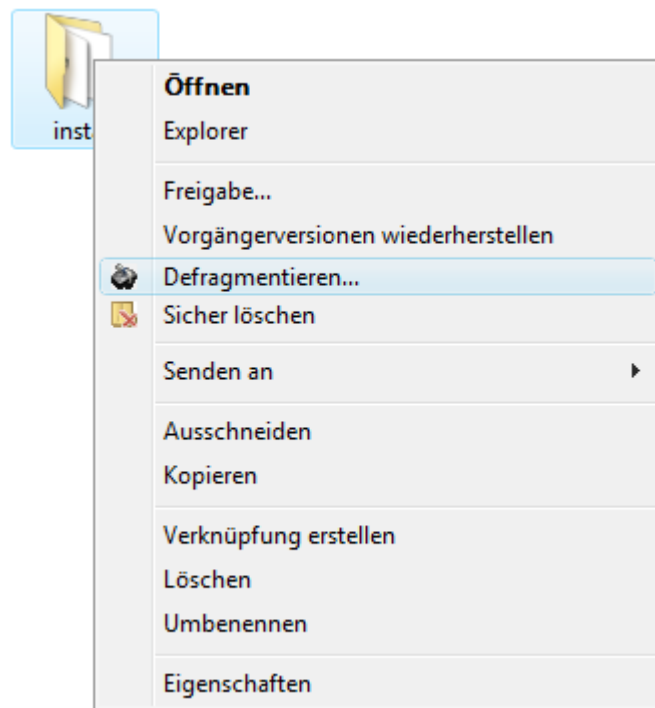 inst
Öffnen
Explorer
Freigabe...
Vorgängerversionen wiederherstellen
Defragmentieren...
Sicher löschen
Senden an
Ausschneiden
Kopieren
Verknüpfung erstellen
Löschen
Umbenennen
Eigenschaften